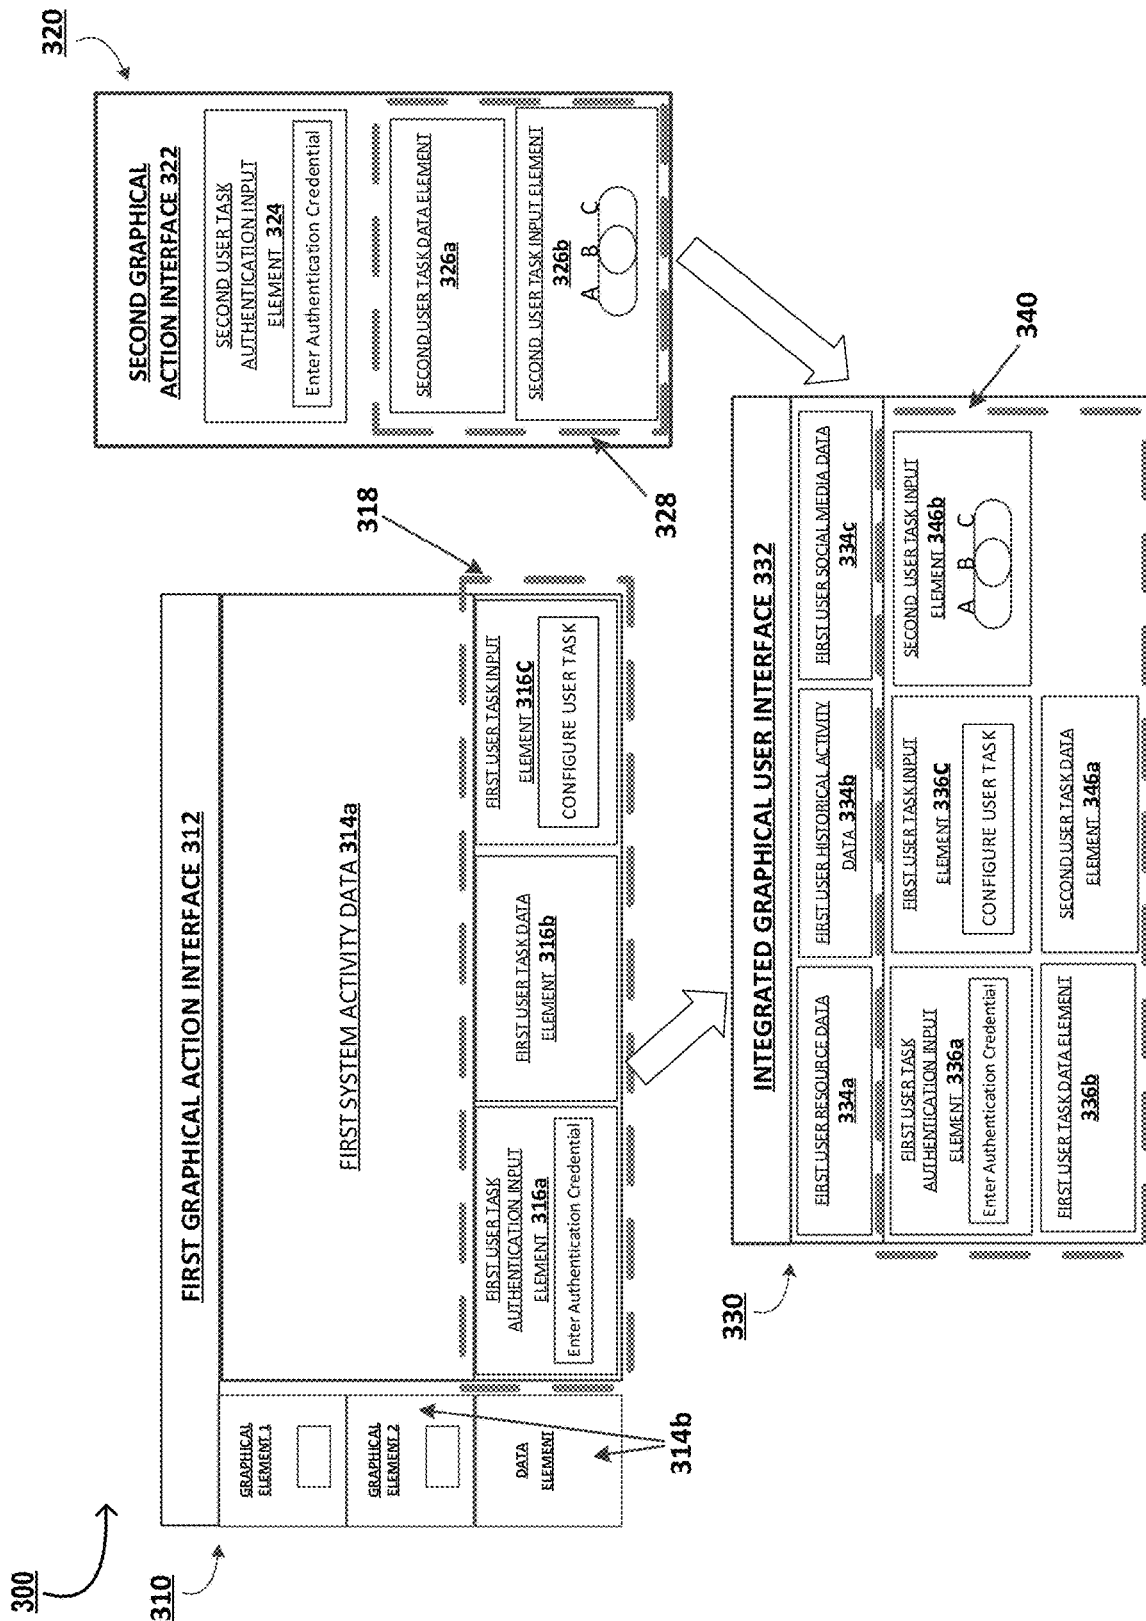 300
310
FIRST GRAPHICAL ACTION INTERFACE 312
GRAPHICAL
ELEMENT 1
GRAPHICAL
ELEMENT 2
DATA
ELEMENT
314b
FIRST SYSTEM ACTIVITY DATA 314a
FIRST USER TASK
AUTHENTICATION INPUT
ELEMENT 316a
Enter Authentication Credential
FIRST USER TASK DATA
ELEMENT 316b
FIRST USER TASK INPUT
ELEMENT 316C
CONFIGURE USER TASK
318
320
SECOND GRAPHICAL
ACTION INTERFACE 322
SECOND USER TASK
AUTHENTICATION INPUT
ELEMENT 324
Enter Authentication Credential
SECOND USER TASK DATA ELEMENT
326a
SECOND USER TASK INPUT ELEMENT
326b
A B C
328
330
INTEGRATED GRAPHICAL USER INTERFACE 332
FIRST USER RESOURCE DATA
334a
FIRST USER HISTORICAL ACTIVITY
DATA 334b
FIRST USER SOCIAL MEDIA DATA
334c
FIRST USER TASK
AUTHENTICATION INPUT
ELEMENT 336a
Enter Authentication Credential
FIRST USER TASK INPUT
ELEMENT 336C
CONFIGURE USER TASK
SECOND USER TASK INPUT
ELEMENT 346b
A B C
FIRST USER TASK DATA ELEMENT
336b
SECOND USER TASK DATA
ELEMENT 346a
340